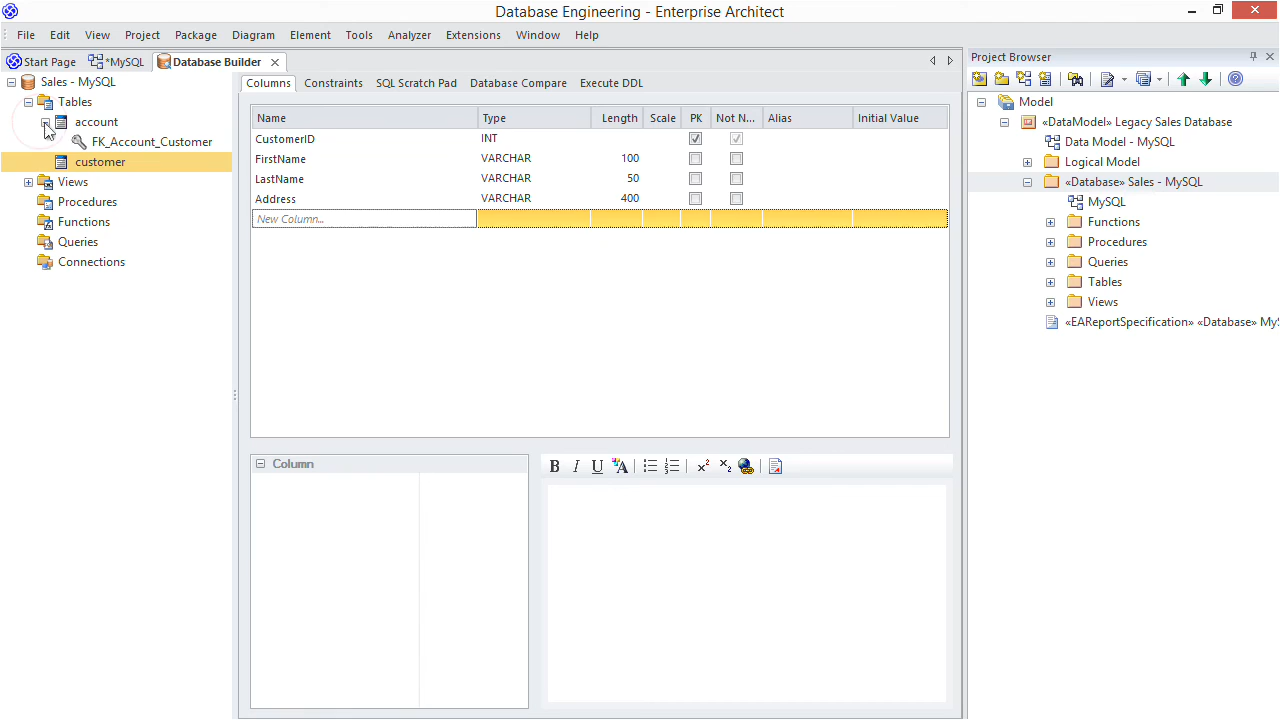 Database Engineering - Enterprise Architect
File Edit View Project Package Diagram Element Tools Analyzer Extensions Window Help
Start Page *MySQL Database Builder
Sales - MySQL
Tables
account
FK_Account_Customer
customer
Views
Procedures
Functions
Queries
Connections
Columns Constraints SQL Scratch Pad Database Compare Execute DDL
Name Type Length Scale PK Not N... Alias Initial Value
CustomerID INT
FirstName VARCHAR 100
LastName VARCHAR 50
Address VARCHAR 400
New Column...
Column
B I U A x² x₂
Project Browser
Model
«DataModel» Legacy Sales Database
Data Model - MySQL
Logical Model
«Database» Sales - MySQL
MySQL
Functions
Procedures
Queries
Tables
Views
«EAReportSpecification» «Database» MyS